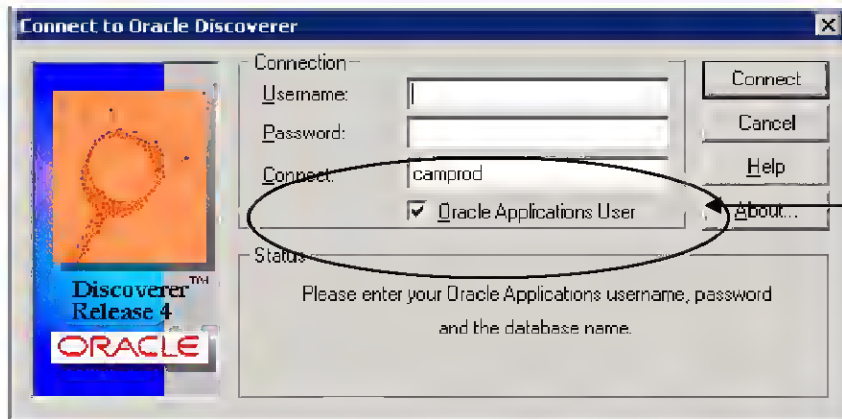 Connect to Oracle Discoverer
Connection
Username:
Password:
Connect: camprod
Oracle Applications User
Connect
Cancel
Help
About...
Status
Please enter your Oracle Applications username, password
and the database name.
Discoverer™
Release 4
ORACLE